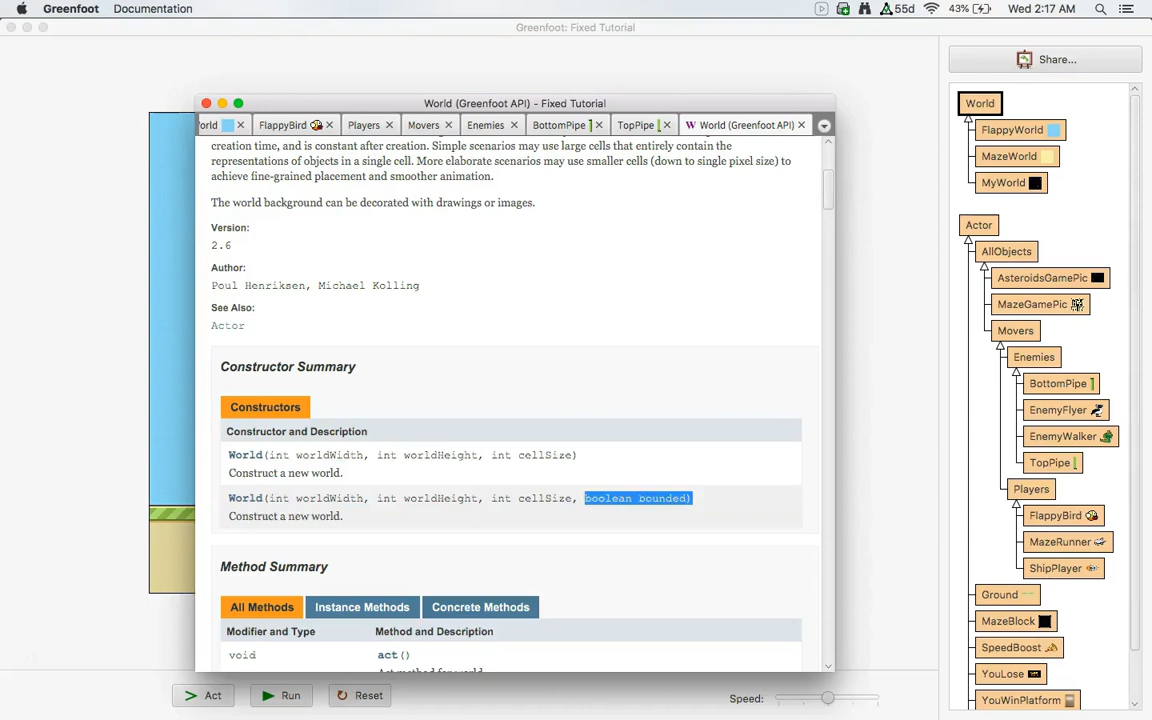 Greenfoot Documentation 55d 43% Wed 2:17 AM
Greenfoot: Fixed Tutorial
World (Greenfoot API) - Fixed Tutorial
FlappyBird Players Movers Enemies BottomPipe TopPipe World (Greenfoot API)
creation time, and is constant after creation. Simple scenarios may use large cells that entirely contain the
representations of objects in a single cell. More elaborate scenarios may use smaller cells (down to single pixel size) to
achieve fine-grained placement and smoother animation.
The world background can be decorated with drawings or images.
Version:
2.6
Author:
Poul Henriksen, Michael Kolling
See Also:
Actor
Constructor Summary
Constructors
Constructor and Description
World(int worldWidth, int worldHeight, int cellSize)
Construct a new world.
World(int worldWidth, int worldHeight, int cellSize, boolean bounded)
Construct a new world.
Method Summary
All Methods Instance Methods Concrete Methods
Modifier and Type Method and Description
void act()
Act Run Reset Speed:
Share...
World
FlappyWorld
MazeWorld
MyWorld
Actor
AllObjects
AsteroidsGamePic
MazeGamePic
Movers
Enemies
BottomPipe
EnemyFlyer
EnemyWalker
TopPipe
Players
FlappyBird
MazeRunner
ShipPlayer
Ground
MazeBlock
SpeedBoost
YouLose
YouWinPlatform